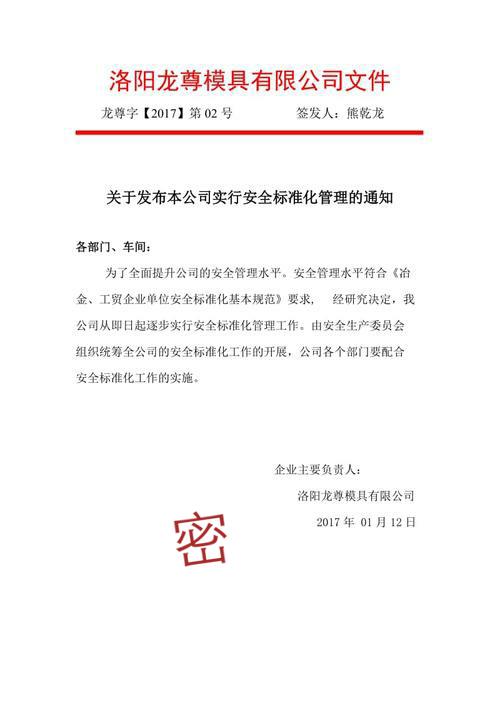 洛阳龙尊模具有限公司文件
龙尊字【2017】第 02 号 签发人：熊乾龙
关于发布本公司实行安全标准化管理的通知
各部门、车间：
为了全面提升公司的安全管理水平。安全管理水平符合《冶
金、工贸企业单位安全标准化基本规范》要求, 经研究决定，我
公司从即日起逐步实行安全标准化管理工作。由安全生产委员会
组织统筹全公司的安全标准化工作的开展，公司各个部门要配合
安全标准化工作的实施。
企业主要负责人：
洛阳龙尊模具有限公司
2017 年 01 月 12 日
密